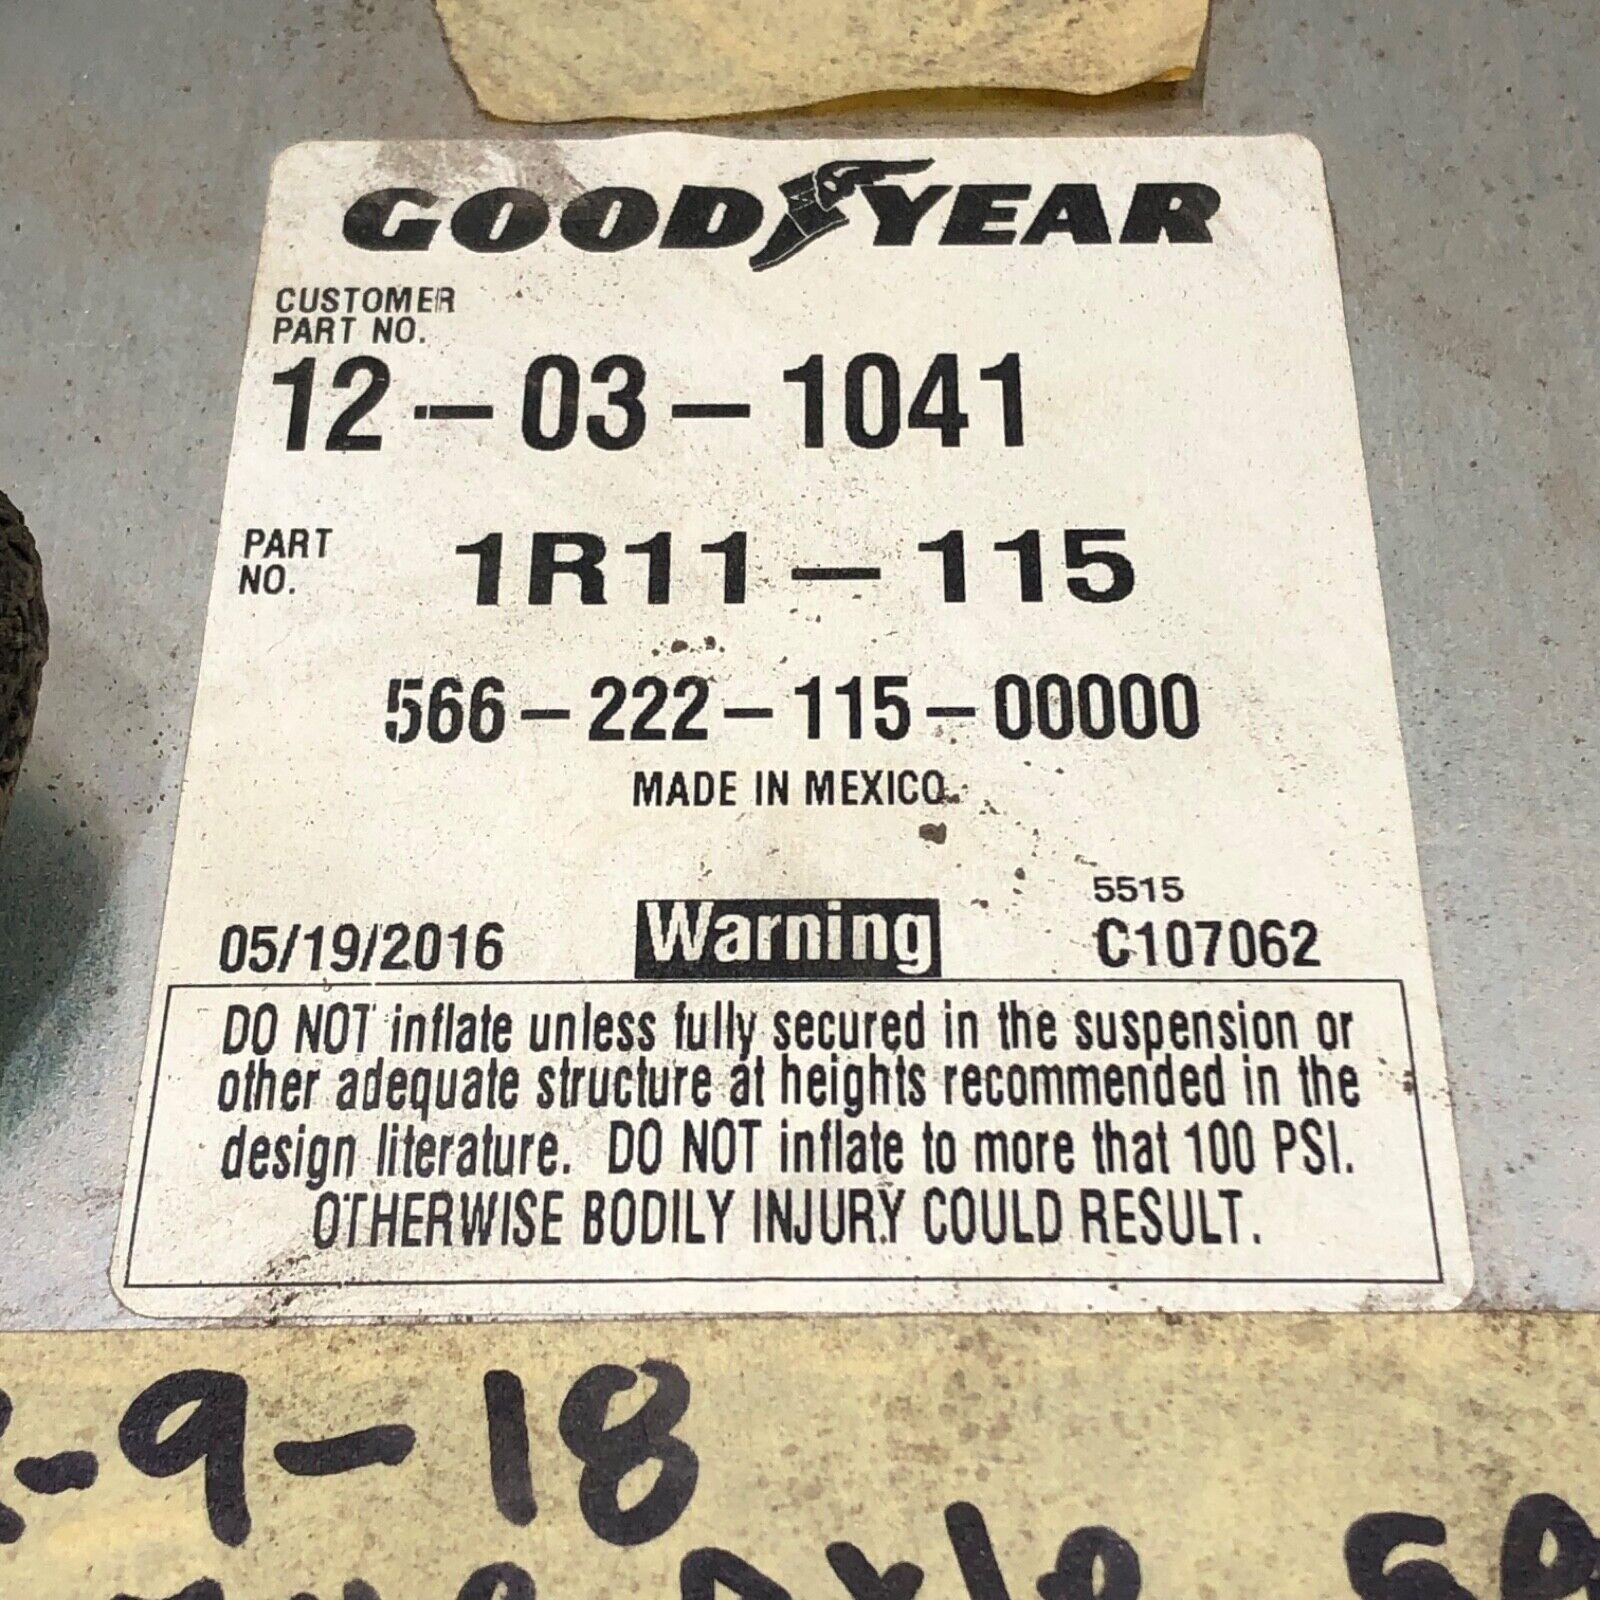 GOODYEAR
CUSTOMER
PART NO.
12-03-1041
PART
NO.
1R11-115
566-222-115-00000
MADE IN MEXICO
5515
05/19/2016 Warning C107062
DO NOT inflate unless fully secured in the suspension or
other adequate structure at heights recommended in the
design literature. DO NOT inflate to more that 100 PSI.
OTHERWISE BODILY INJURY COULD RESULT.
-9-18
Axle